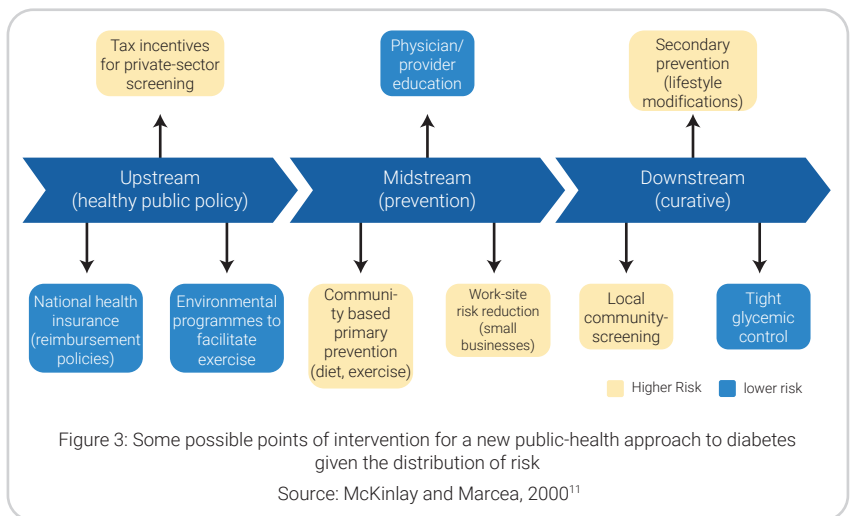 Tax incentives
for private-sector
screening
Physician/
provider
education
Secondary
prevention
(lifestyle
modifications)
Upstream
(healthy public policy)
Midstream
(prevention)
Downstream
(curative)
National health
insurance
(reimbursement
policies)
Environmental
programmes to
facilitate
exercise
Communi-
ty based
primary
prevention
(diet, exercise)
Work-site
risk reduction
(small
businesses)
Local
community-
screening
Tight
glycemic
control
Higher Risk
lower risk
Figure 3: Some possible points of intervention for a new public-health approach to diabetes
given the distribution of risk
Source: McKinlay and Marcea, 2000¹¹